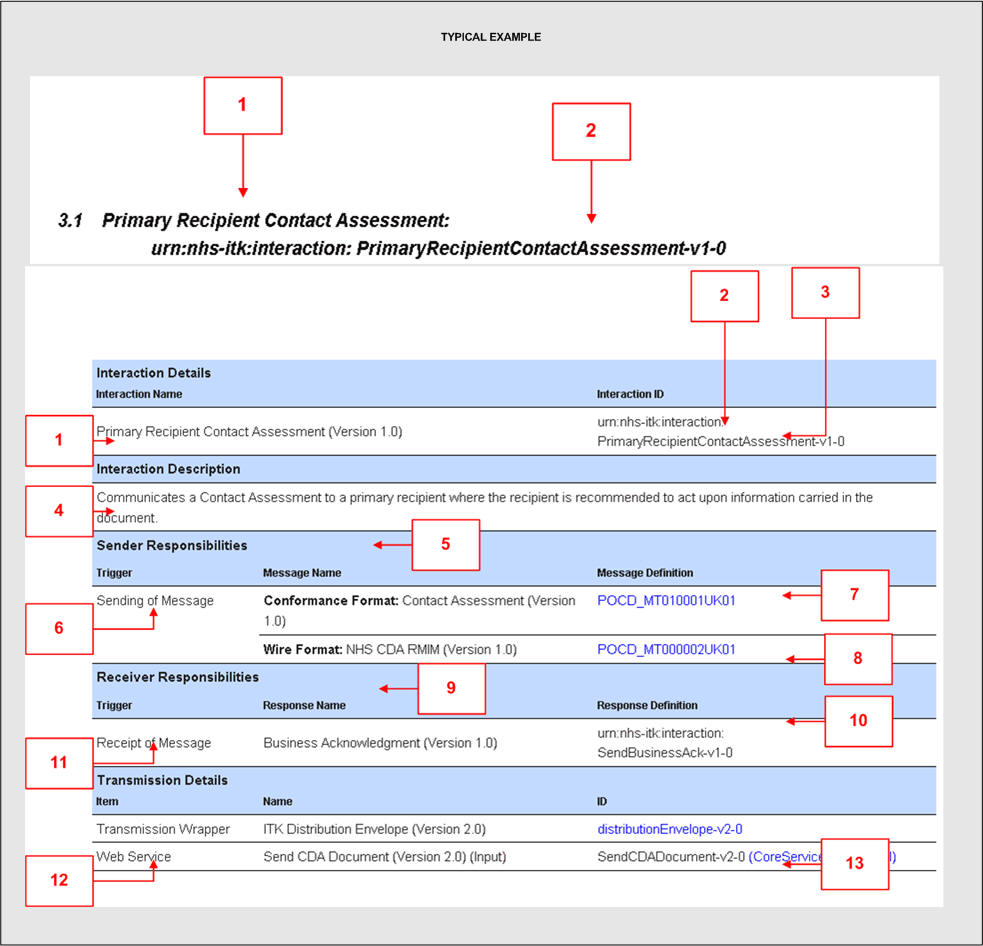 TYPICAL EXAMPLE
1
2
3.1 Primary Recipient Contact Assessment:
urn:nhs-itk:interaction: PrimaryRecipientContactAssessment-v1-0
2
3
Interaction Details
Interaction Name Interaction ID
1
Primary Recipient Contact Assessment (Version 1.0)
urn:nhs-itk:interaction:
PrimaryRecipientContactAssessment-v1-0
Interaction Description
4
Communicates a Contact Assessment to a primary recipient where the recipient is recommended to act upon information carried in the
document.
Sender Responsibilities
5
Trigger Message Name Message Definition
6
Sending of Message
Conformance Format: Contact Assessment (Version
1.0)
POCD_MT010001UK01
7
Wire Format: NHS CDA RMIM (Version 1.0) POCD_MT000002UK01
8
Receiver Responsibilities
9
Trigger Response Name Response Definition
10
11
Receipt of Message Business Acknowledgment (Version 1.0)
urn:nhs-itk:interaction:
SendBusinessAck-v1-0
Transmission Details
Item Name ID
Transmission Wrapper ITK Distribution Envelope (Version 2.0) distributionEnvelope-v2-0
12
Web Service Send CDA Document (Version 2.0) (Input) SendCDADocument-v2-0
13